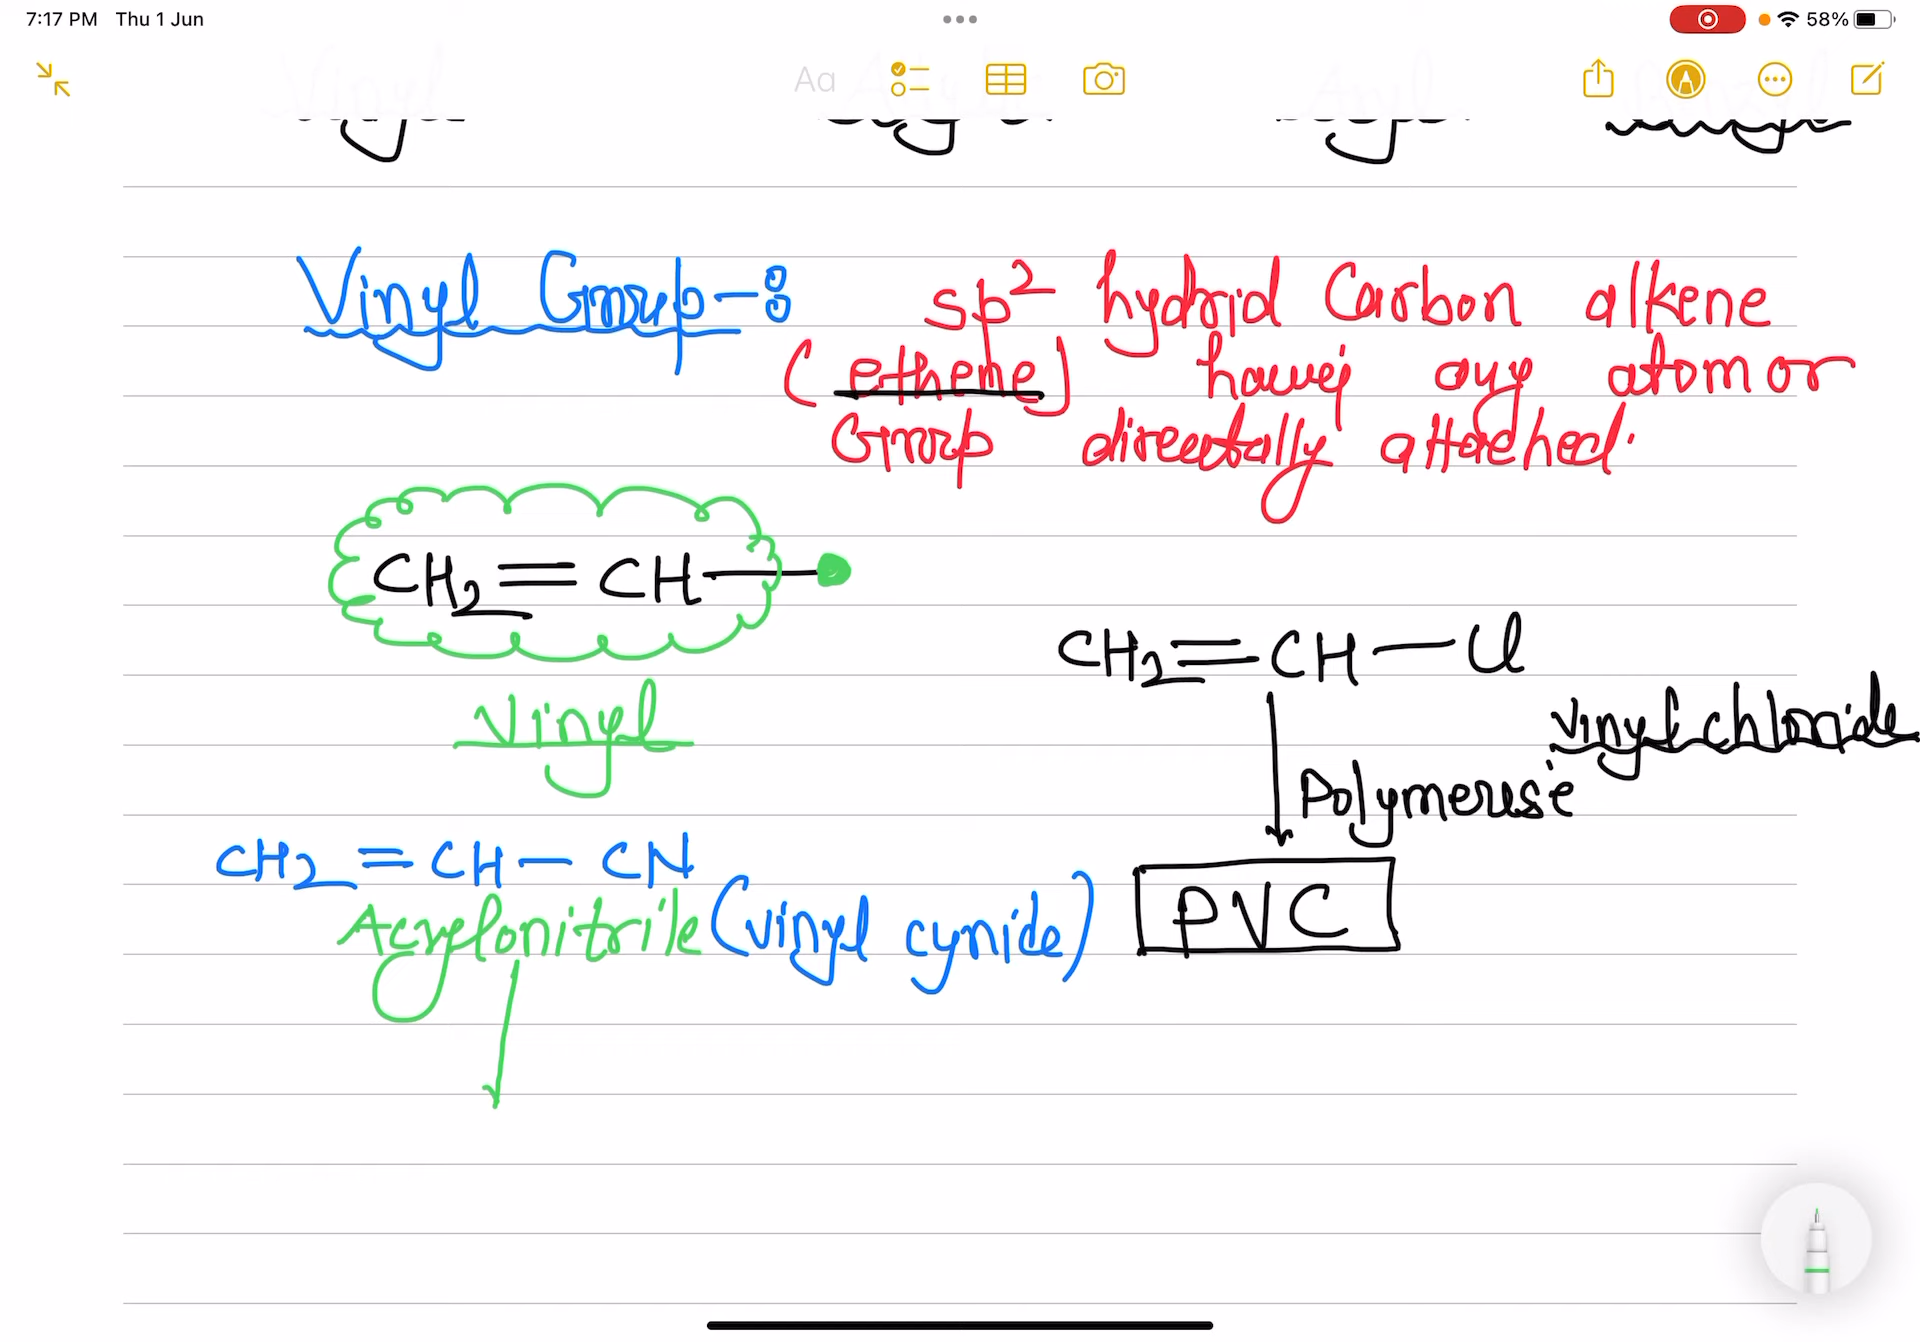 7:17 PM Thu 1 Jun
58%
Aa
Vinyl Group-:
sp² hydrid Carbon alkene
(ethene) having any atom or
Group directally attached.
CH₂=CH-
Vinyl
CH₂=CH-Cl
vinyl chloride
Polymerise
PVC
CH₂=CH-CN
Acrylonitrile (vinyl cynide)